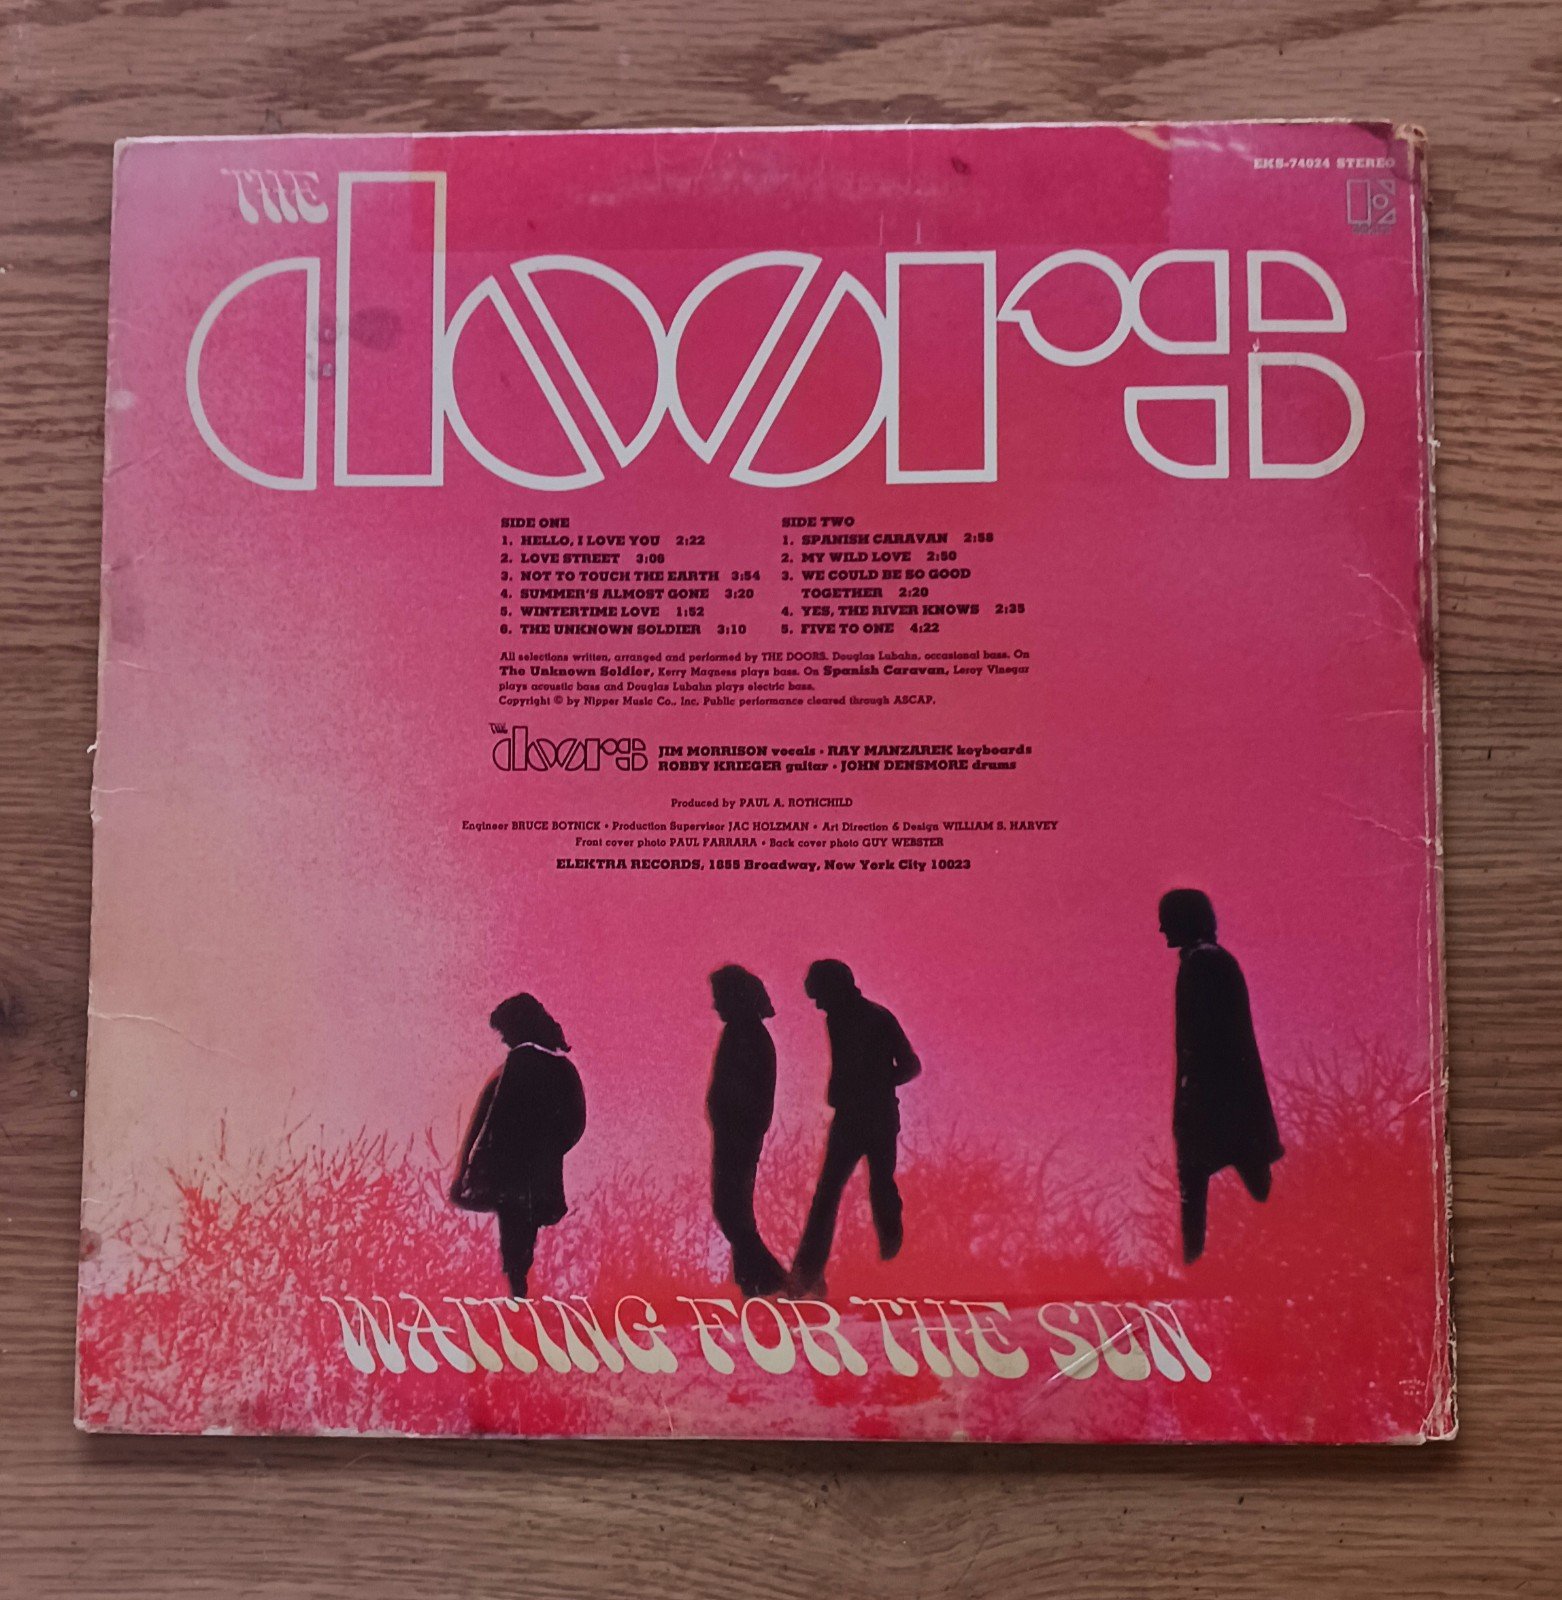 EKS-74024 STEREO
THE
doors
SIDE ONE
1. HELLO, I LOVE YOU 2:22
2. LOVE STREET 3:06
3. NOT TO TOUCH THE EARTH 3:54
4. SUMMER'S ALMOST GONE 3:20
5. WINTERTIME LOVE 1:52
6. THE UNKNOWN SOLDIER 3:10
SIDE TWO
1. SPANISH CARAVAN 2:58
2. MY WILD LOVE 2:50
3. WE COULD BE SO GOOD
TOGETHER 2:20
4. YES, THE RIVER KNOWS 2:35
5. FIVE TO ONE 4:22
All selections written, arranged and performed by THE DOORS. Douglas Lubahn, occasional bass. On
The Unknown Soldier, Kerry Magness plays bass. On Spanish Caravan, Leroy Vinegar
plays acoustic bass and Douglas Lubahn plays electric bass.
Copyright © by Nipper Music Co., Inc. Public performance cleared through ASCAP.
THE
doors
JIM MORRISON vocals • RAY MANZAREK keyboards
ROBBY KRIEGER guitar • JOHN DENSMORE drums
Produced by PAUL A. ROTHCHILD
Engineer BRUCE BOTNICK • Production Supervisor JAC HOLZMAN • Art Direction & Design WILLIAM S. HARVEY
Front cover photo PAUL FARRARA • Back cover photo GUY WEBSTER
ELEKTRA RECORDS, 1855 Broadway, New York City 10023
WAITING FOR THE SUN